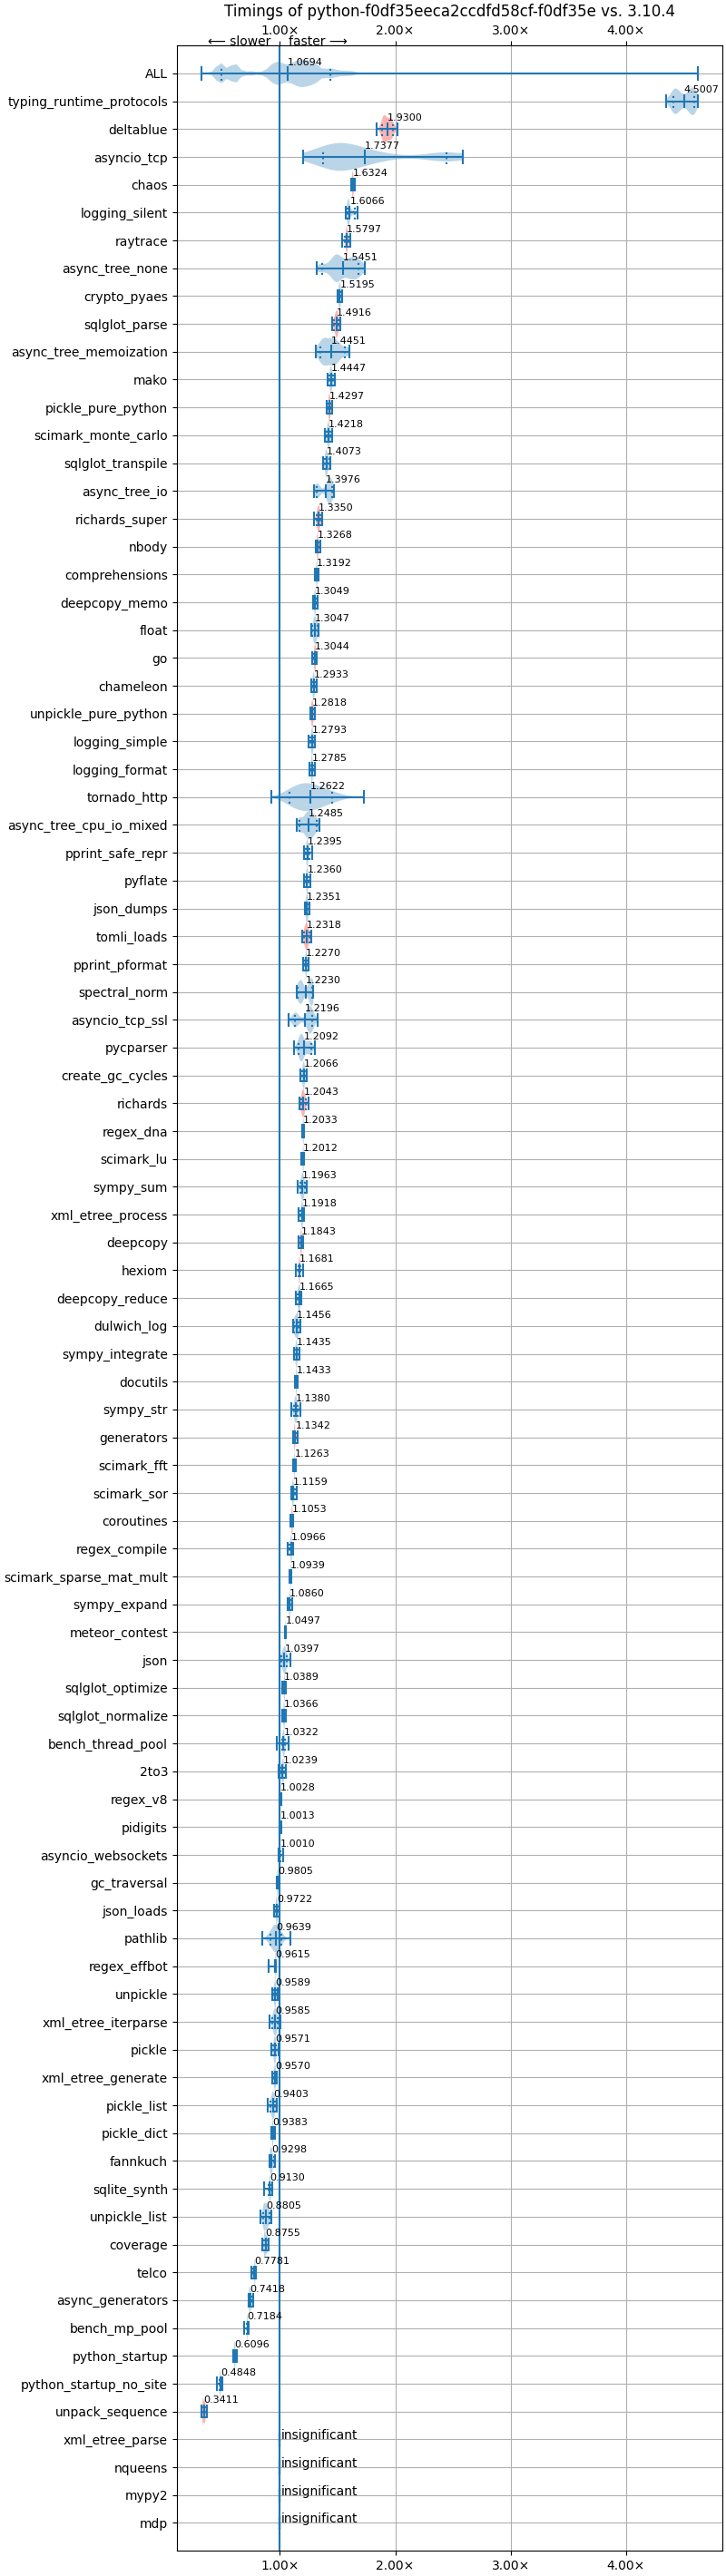 Timings of python-f0df35eeca2ccdfd58cf-f0df35e vs. 3.10.4
1.00× 2.00× 3.00× 4.00×
⟵ slower faster ⟶
ALL 1.0694
typing_runtime_protocols 4.5007
deltablue 1.9300
asyncio_tcp 1.7377
chaos 1.6324
logging_silent 1.6066
raytrace 1.5797
async_tree_none 1.5451
crypto_pyaes 1.5195
sqlglot_parse 1.4916
async_tree_memoization 1.4451
mako 1.4447
pickle_pure_python 1.4297
scimark_monte_carlo 1.4218
sqlglot_transpile 1.4073
async_tree_io 1.3976
richards_super 1.3350
nbody 1.3268
comprehensions 1.3192
deepcopy_memo 1.3049
float 1.3047
go 1.3044
chameleon 1.2933
unpickle_pure_python 1.2818
logging_simple 1.2793
logging_format 1.2785
tornado_http 1.2622
async_tree_cpu_io_mixed 1.2485
pprint_safe_repr 1.2395
pyflate 1.2360
json_dumps 1.2351
tomli_loads 1.2318
pprint_pformat 1.2270
spectral_norm 1.2230
asyncio_tcp_ssl 1.2196
pycparser 1.2092
create_gc_cycles 1.2066
richards 1.2043
regex_dna 1.2033
scimark_lu 1.2012
sympy_sum 1.1963
xml_etree_process 1.1918
deepcopy 1.1843
hexiom 1.1681
deepcopy_reduce 1.1665
dulwich_log 1.1456
sympy_integrate 1.1435
docutils 1.1433
sympy_str 1.1380
generators 1.1342
scimark_fft 1.1263
scimark_sor 1.1159
coroutines 1.1053
regex_compile 1.0966
scimark_sparse_mat_mult 1.0939
sympy_expand 1.0860
meteor_contest 1.0497
json 1.0397
sqlglot_optimize 1.0389
sqlglot_normalize 1.0366
bench_thread_pool 1.0322
2to3 1.0239
regex_v8 1.0028
pidigits 1.0013
asyncio_websockets 1.0010
gc_traversal 0.9805
json_loads 0.9722
pathlib 0.9639
regex_effbot 0.9615
unpickle 0.9589
xml_etree_iterparse 0.9585
pickle 0.9571
xml_etree_generate 0.9570
pickle_list 0.9403
pickle_dict 0.9383
fannkuch 0.9298
sqlite_synth 0.9130
unpickle_list 0.8805
coverage 0.8755
telco 0.7781
async_generators 0.7418
bench_mp_pool 0.7184
python_startup 0.6096
python_startup_no_site 0.4848
unpack_sequence 0.3411
xml_etree_parse insignificant
nqueens insignificant
mypy2 insignificant
mdp insignificant
1.00× 2.00× 3.00× 4.00×